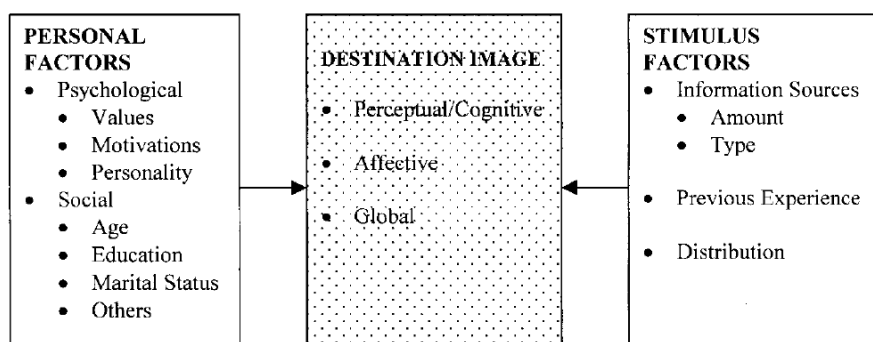 PERSONAL
FACTORS
• Psychological
• Values
• Motivations
• Personality
• Social
• Age
• Education
• Marital Status
• Others
DESTINATION IMAGE
• Perceptual/Cognitive
• Affective
• Global
STIMULUS
FACTORS
• Information Sources
• Amount
• Type
• Previous Experience
• Distribution